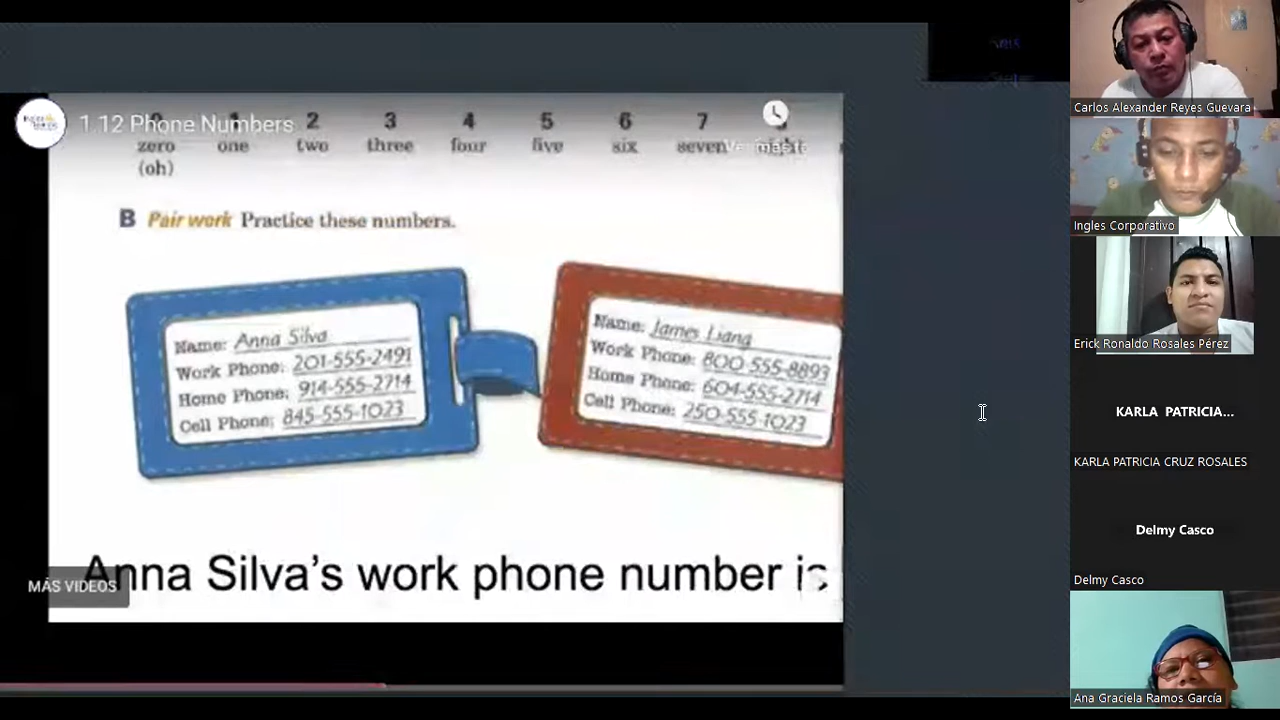 1.12 Phone Numbers
2 3 4 5 6 7
zero one two three four five six seven
(oh)
B Pair work Practice these numbers.
Name: Anna Silva
Work Phone: 201-555-2491
Home Phone: 914-555-2714
Cell Phone: 845-555-1023
Name: James Liang
Work Phone: 800-555-8893
Home Phone: 604-555-2714
Cell Phone: 250-555-1023
Anna Silva's work phone number is
MÁS VIDEOS
Carlos Alexander Reyes Guevara
Ingles Corporativo
Erick Ronaldo Rosales Pérez
KARLA PATRICIA...
KARLA PATRICIA CRUZ ROSALES
Delmy Casco
Delmy Casco
Ana Graciela Ramos García